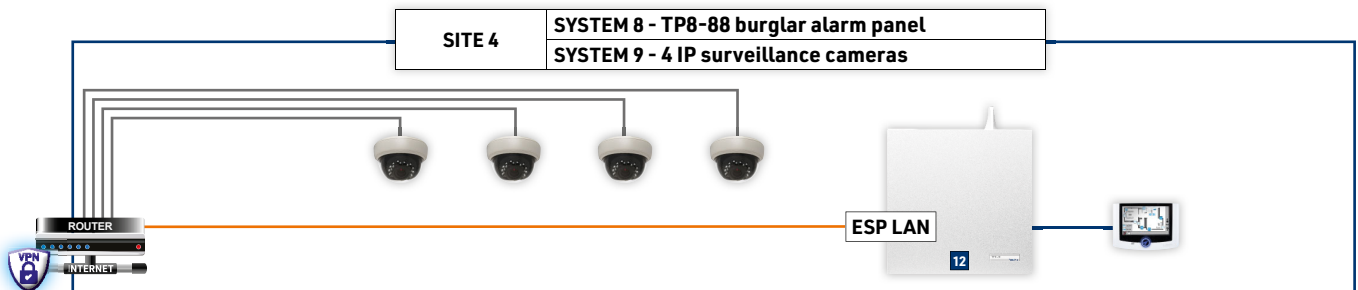 SITE 4
SYSTEM 8 - TP8-88 burglar alarm panel
SYSTEM 9 - 4 IP surveillance cameras
ROUTER
ESP LAN
VPN
INTERNET
12